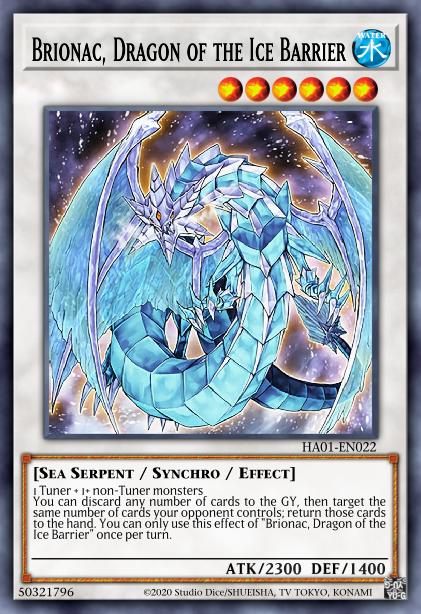 Brionac, Dragon of the Ice Barrier
WATER
水
HA01-EN022
[Sea Serpent / Synchro / Effect]
1 Tuner + 1+ non-Tuner monsters
You can discard any number of cards to the GY, then target the
same number of cards your opponent controls; return those cards
to the hand. You can only use this effect of "Brionac, Dragon of the
Ice Barrier" once per turn.
ATK/2300 DEF/1400
50321796
©2020 Studio Dice/SHUEISHA, TV TOKYO, KONAMI